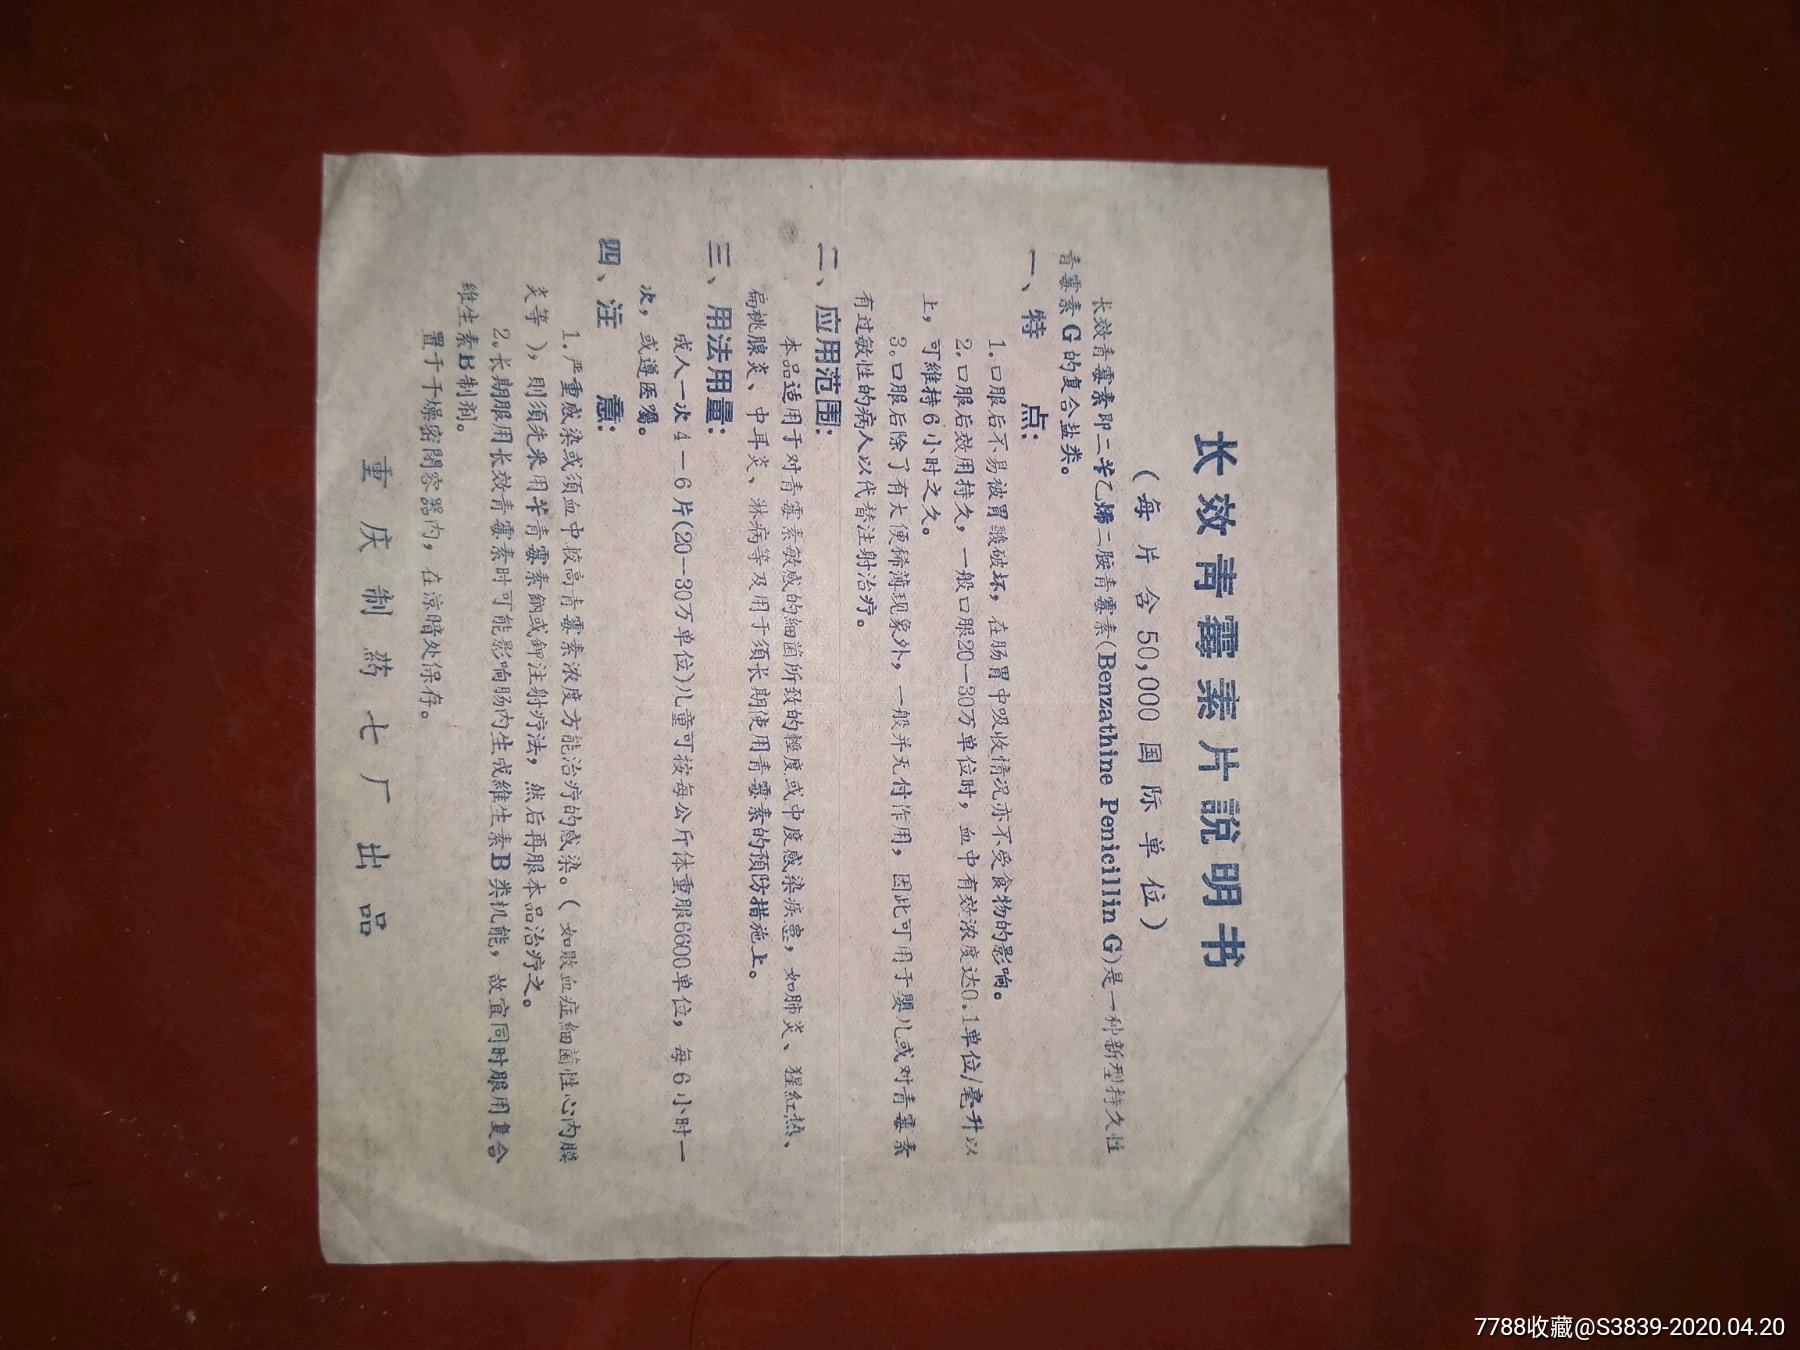 长效青霉素片說明书
（每片含50,000国际单位）
长效青霉素即二苄乙烯二胺青霉素(Benzathine Penicillin G)是一种新型持久性
青霉素G的复合盐类。
一、特　点：
1.口服后不易被胃酸破坏，在肠胃中吸收情况亦不受食物的影响。
2.口服后效用持久，一般口服20—30万单位时，血中有效浓度达0.1单位/毫升以
上，可維持6小时之久。
3.口服后除了有大便稀薄现象外，一般并无付作用，因此可用于嬰儿或对青霉素
有过敏性的病人以代替注射治疗。
二、应用范围：
本品适用于对青霉素敏感的細菌所致的輕度或中度感染疾患，如肺炎、猩紅热、
扁桃腺炎、中耳炎、淋病等及用于须长期使用青霉素的預防措施上。
三、用法用量：
成人一次4—6片(20—30万单位)儿童可按每公斤体重服6600单位，每6小时一
次，或遵医嘱。
四、注　意：
1.严重感染或须血中較高青霉素浓度方能治疗的感染。（如敗血症細菌性心内膜
炎等），則须先采用苄青霉素鈉或鉀注射疗法，然后再服本品治疗之。
2.长期服用长效青霉素时可能影响肠内生成維生素B类机能，故宜同时服用复合
維生素B制剂。
置于干燥密閉容器内，在凉暗处保存。
重庆制葯七厂出品
7788收藏@S3839-2020.04.20